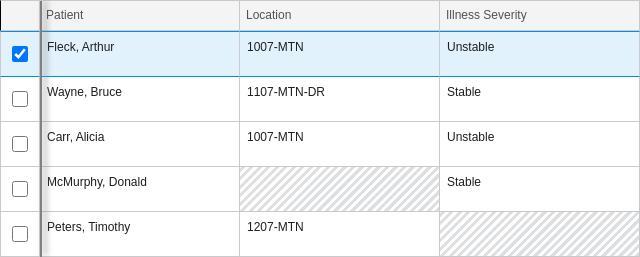 Patient Location Illness Severity
Fleck, Arthur 1007-MTN Unstable
Wayne, Bruce 1107-MTN-DR Stable
Carr, Alicia 1007-MTN Unstable
McMurphy, Donald Stable
Peters, Timothy 1207-MTN